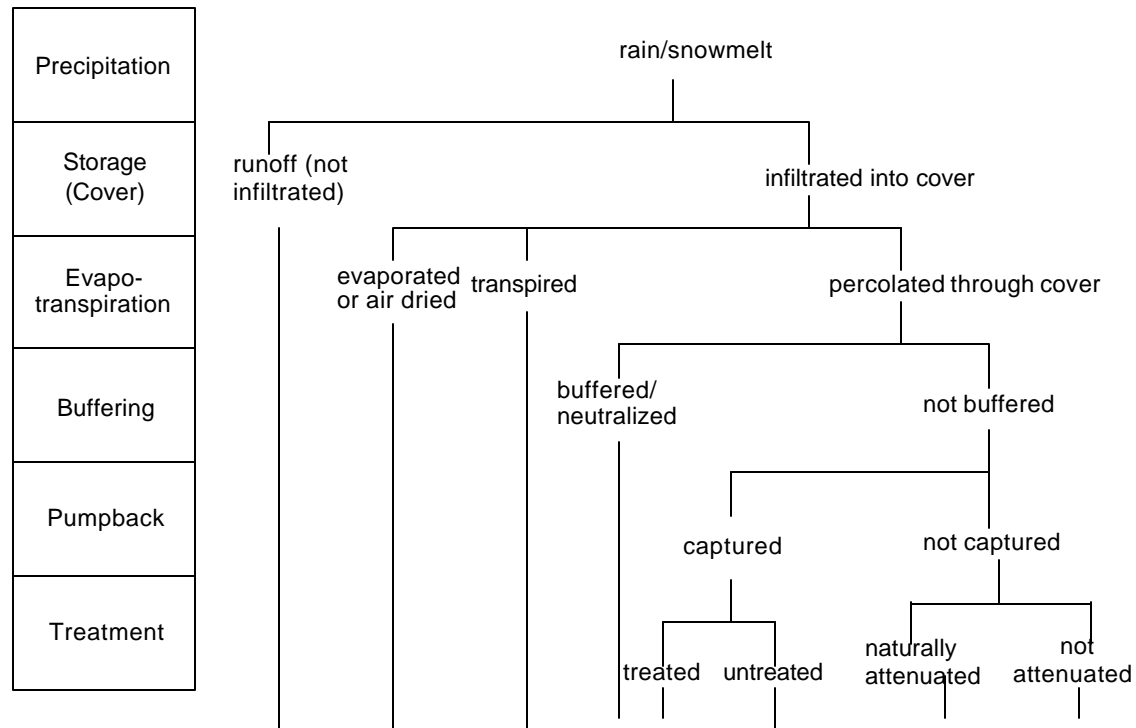 Precipitation
rain/snowmelt
Storage
(Cover)
runoff (not
infiltrated)
infiltrated into cover
Evapo-
transpiration
evaporated
or air dried
transpired
percolated through cover
Buffering
buffered/
neutralized
not buffered
Pumpback
captured
not captured
Treatment
treated
untreated
naturally
attenuated
not
attenuated